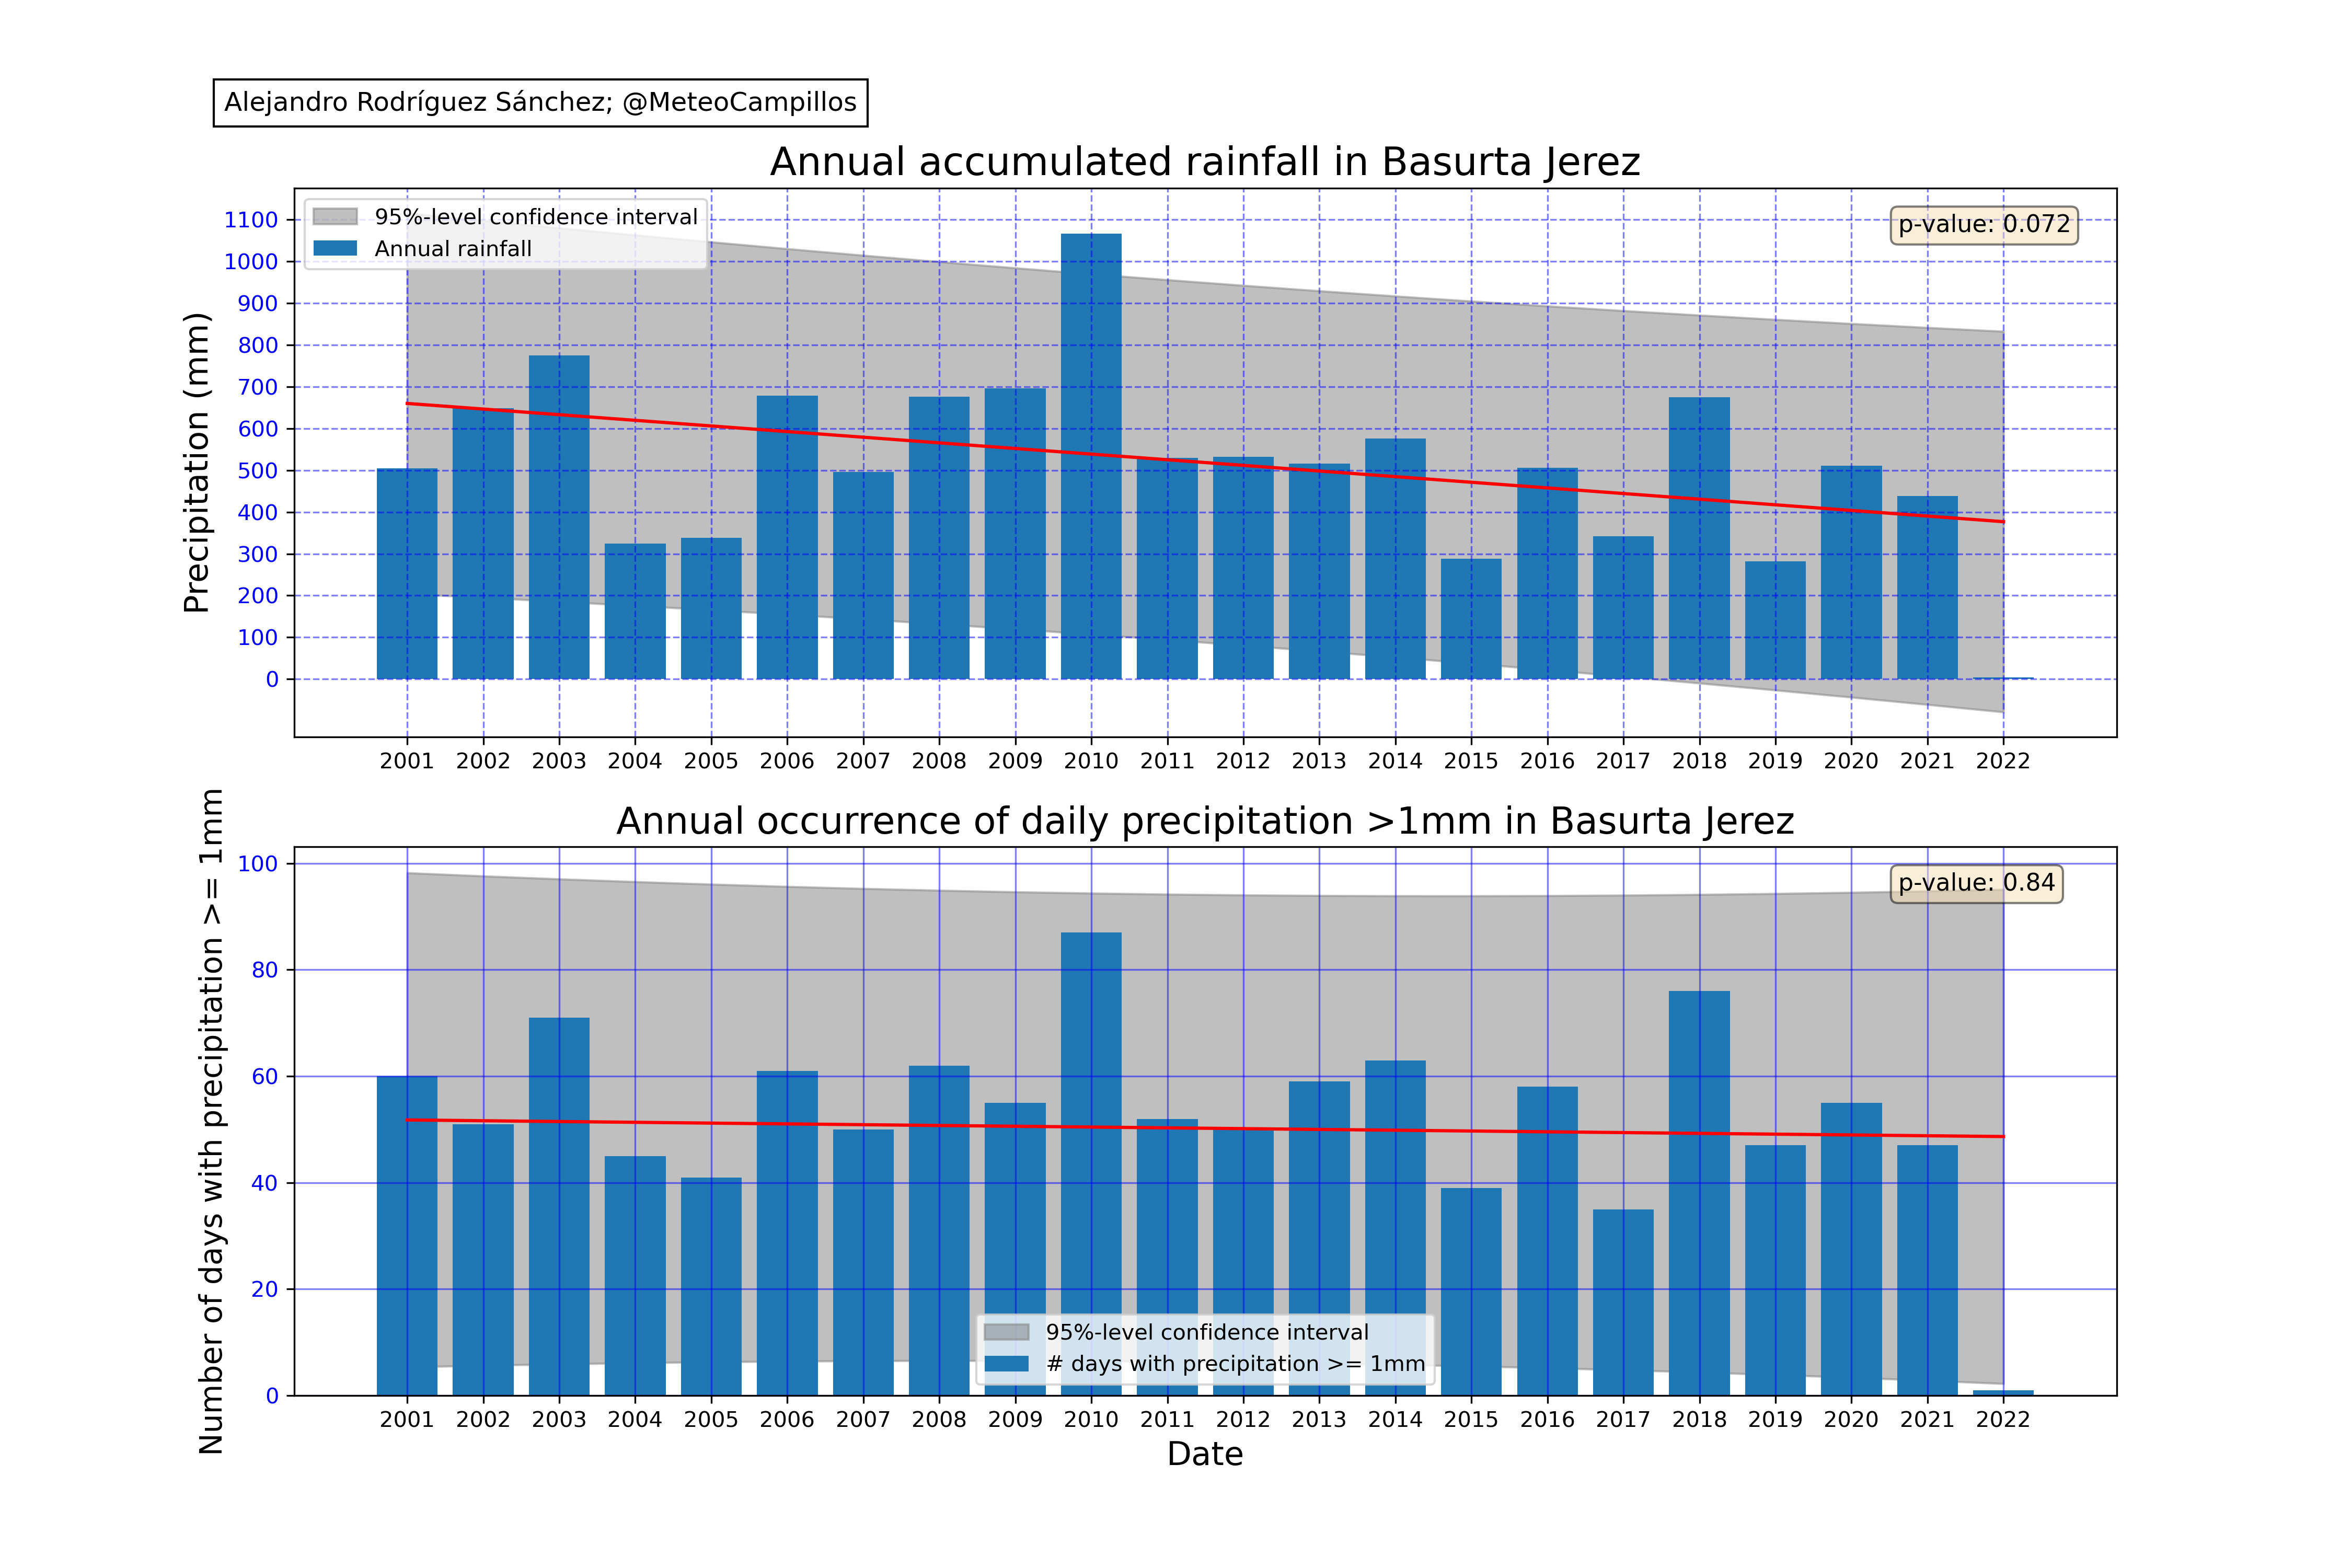 Alejandro Rodríguez Sánchez; @MeteoCampillos
Annual accumulated rainfall in Basurta Jerez
95%-level confidence interval
Annual rainfall
p-value: 0.072
Precipitation (mm)
1100
1000
900
800
700
600
500
400
300
200
100
0
2001 2002 2003 2004 2005 2006 2007 2008 2009 2010 2011 2012 2013 2014 2015 2016 2017 2018 2019 2020 2021 2022
Annual occurrence of daily precipitation >1mm in Basurta Jerez
p-value: 0.84
Number of days with precipitation >= 1mm
100
80
60
40
20
0
95%-level confidence interval
# days with precipitation >= 1mm
2001 2002 2003 2004 2005 2006 2007 2008 2009 2010 2011 2012 2013 2014 2015 2016 2017 2018 2019 2020 2021 2022
Date